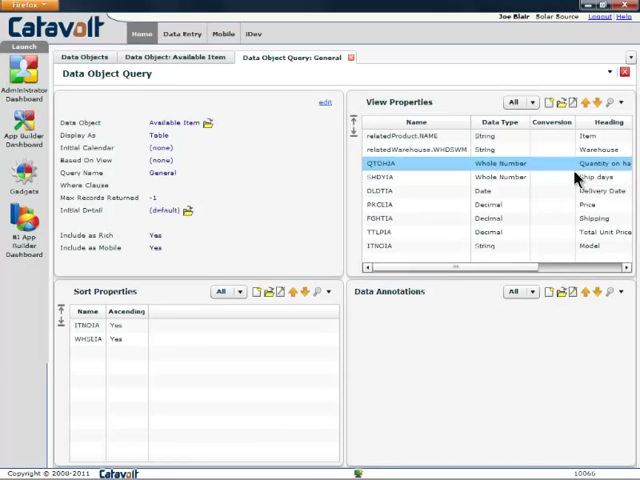 Firefox
Catavolt
Joe Blair Solar Source Logout Help
Home Data Entry Mobile iDev
Launch
Administrator Dashboard
App Builder Dashboard
Gadgets
BI App Builder Dashboard
Data Objects Data Object: Available Item Data Object Query: General
Data Object Query
edit
Data Object Available Item
Display As Table
Initial Calendar (none)
Based On View (none)
Query Name General
Where Clause
Max Records Returned -1
Initial Detail (default)
Include as Rich Yes
Include as Mobile Yes
View Properties All
Name Data Type Conversion Heading
relatedProduct.NAME String Item
relatedWarehouse.WHDSWM String Warehouse
QTOHIA Whole Number Quantity on ha
SHDYIA Whole Number Ship days
DLDTIA Date Delivery Date
PRCEIA Decimal Price
FGHTIA Decimal Shipping
TTLPIA Decimal Total Unit Price
ITNOIA String Model
Sort Properties All
Name Ascending
ITNOIA Yes
WHSEIA Yes
Data Annotations All
Copyright © 2008-2011 Catavolt 10066